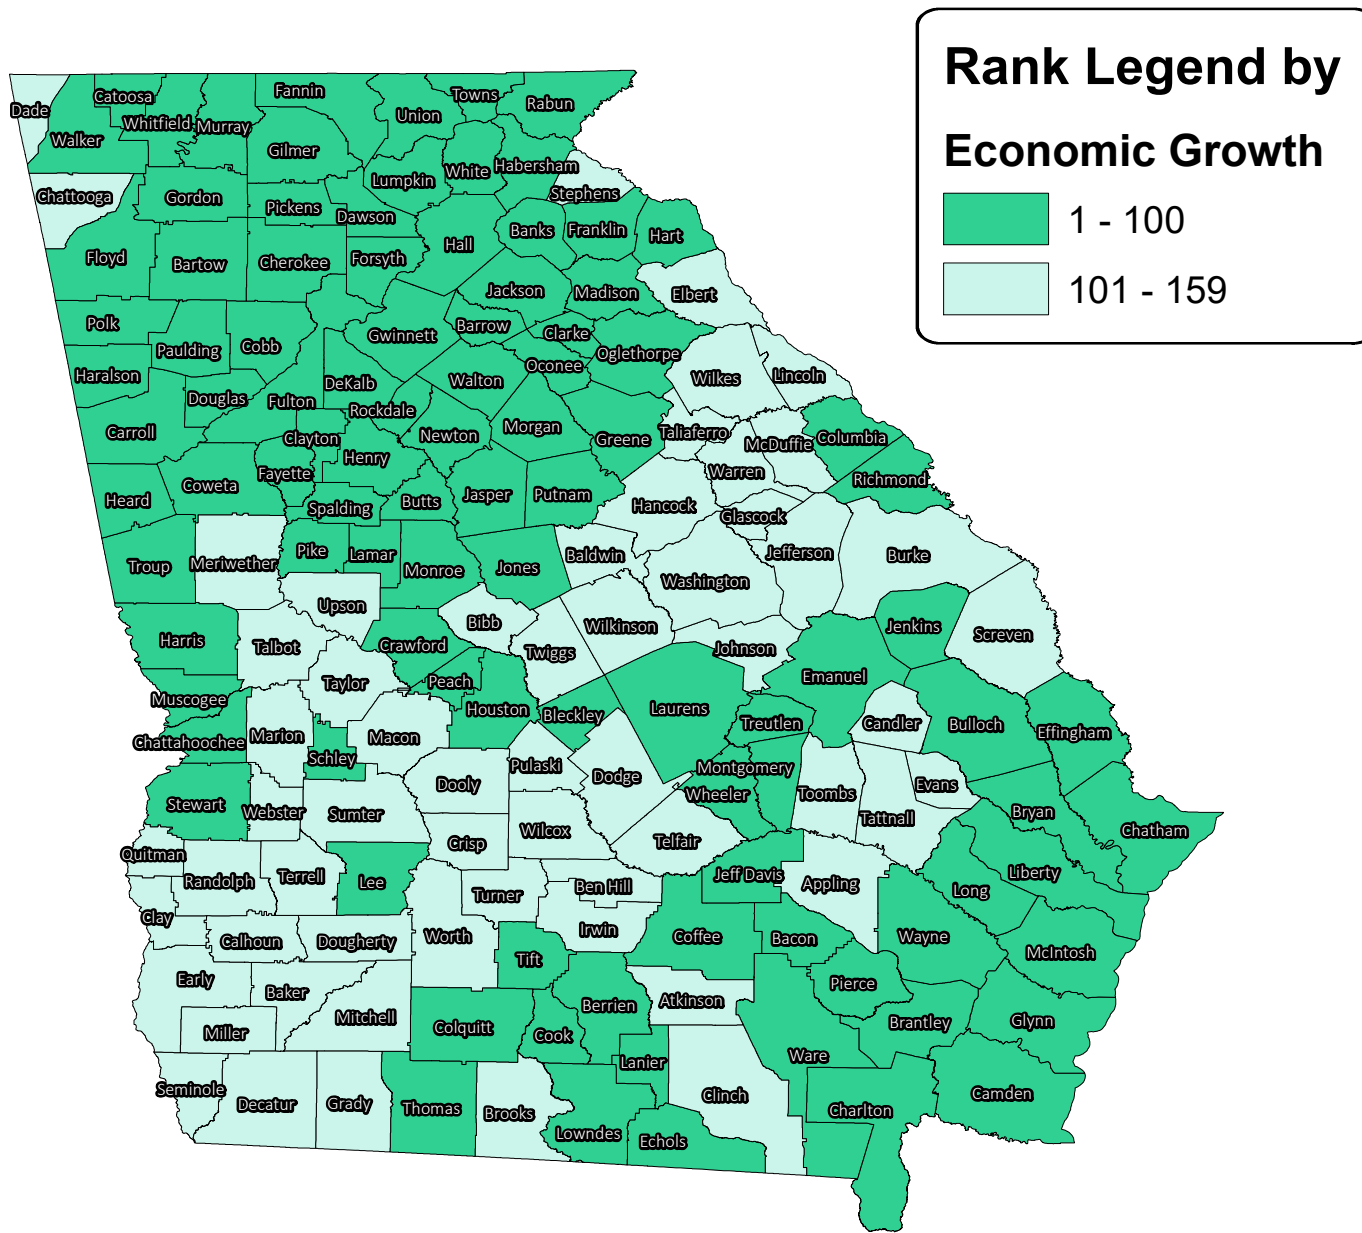 Rank Legend by
Economic Growth
1 - 100
101 - 159
Dade
Catoosa
Fannin
Towns
Rabun
Union
Walker
Whitfield
Murray
Gilmer
White
Habersham
Lumpkin
Stephens
Chattooga
Gordon
Pickens
Dawson
Banks
Franklin
Hart
Hall
Floyd
Bartow
Cherokee
Forsyth
Jackson
Madison
Elbert
Polk
Paulding
Cobb
Gwinnett
Barrow
Clarke
Oconee
Oglethorpe
Haralson
Douglas
Fulton
DeKalb
Rockdale
Walton
Wilkes
Lincoln
Carroll
Clayton
Henry
Newton
Morgan
Greene
Taliaferro
McDuffie
Columbia
Heard
Coweta
Fayette
Spalding
Butts
Jasper
Putnam
Warren
Richmond
Hancock
Glascock
Troup
Meriwether
Pike
Lamar
Monroe
Jones
Baldwin
Washington
Jefferson
Burke
Upson
Bibb
Wilkinson
Jenkins
Screven
Harris
Talbot
Crawford
Twiggs
Johnson
Muscogee
Taylor
Peach
Houston
Bleckley
Laurens
Emanuel
Treutlen
Candler
Bulloch
Effingham
Chattahoochee
Marion
Schley
Macon
Pulaski
Dodge
Montgomery
Wheeler
Toombs
Evans
Tattnall
Bryan
Chatham
Stewart
Webster
Sumter
Dooly
Crisp
Wilcox
Telfair
Quitman
Randolph
Terrell
Lee
Turner
Ben Hill
Jeff Davis
Appling
Long
Liberty
Clay
Calhoun
Dougherty
Worth
Irwin
Coffee
Bacon
Wayne
McIntosh
Early
Baker
Mitchell
Tift
Berrien
Atkinson
Pierce
Miller
Colquitt
Cook
Lanier
Ware
Brantley
Glynn
Seminole
Decatur
Grady
Thomas
Brooks
Lowndes
Echols
Clinch
Charlton
Camden